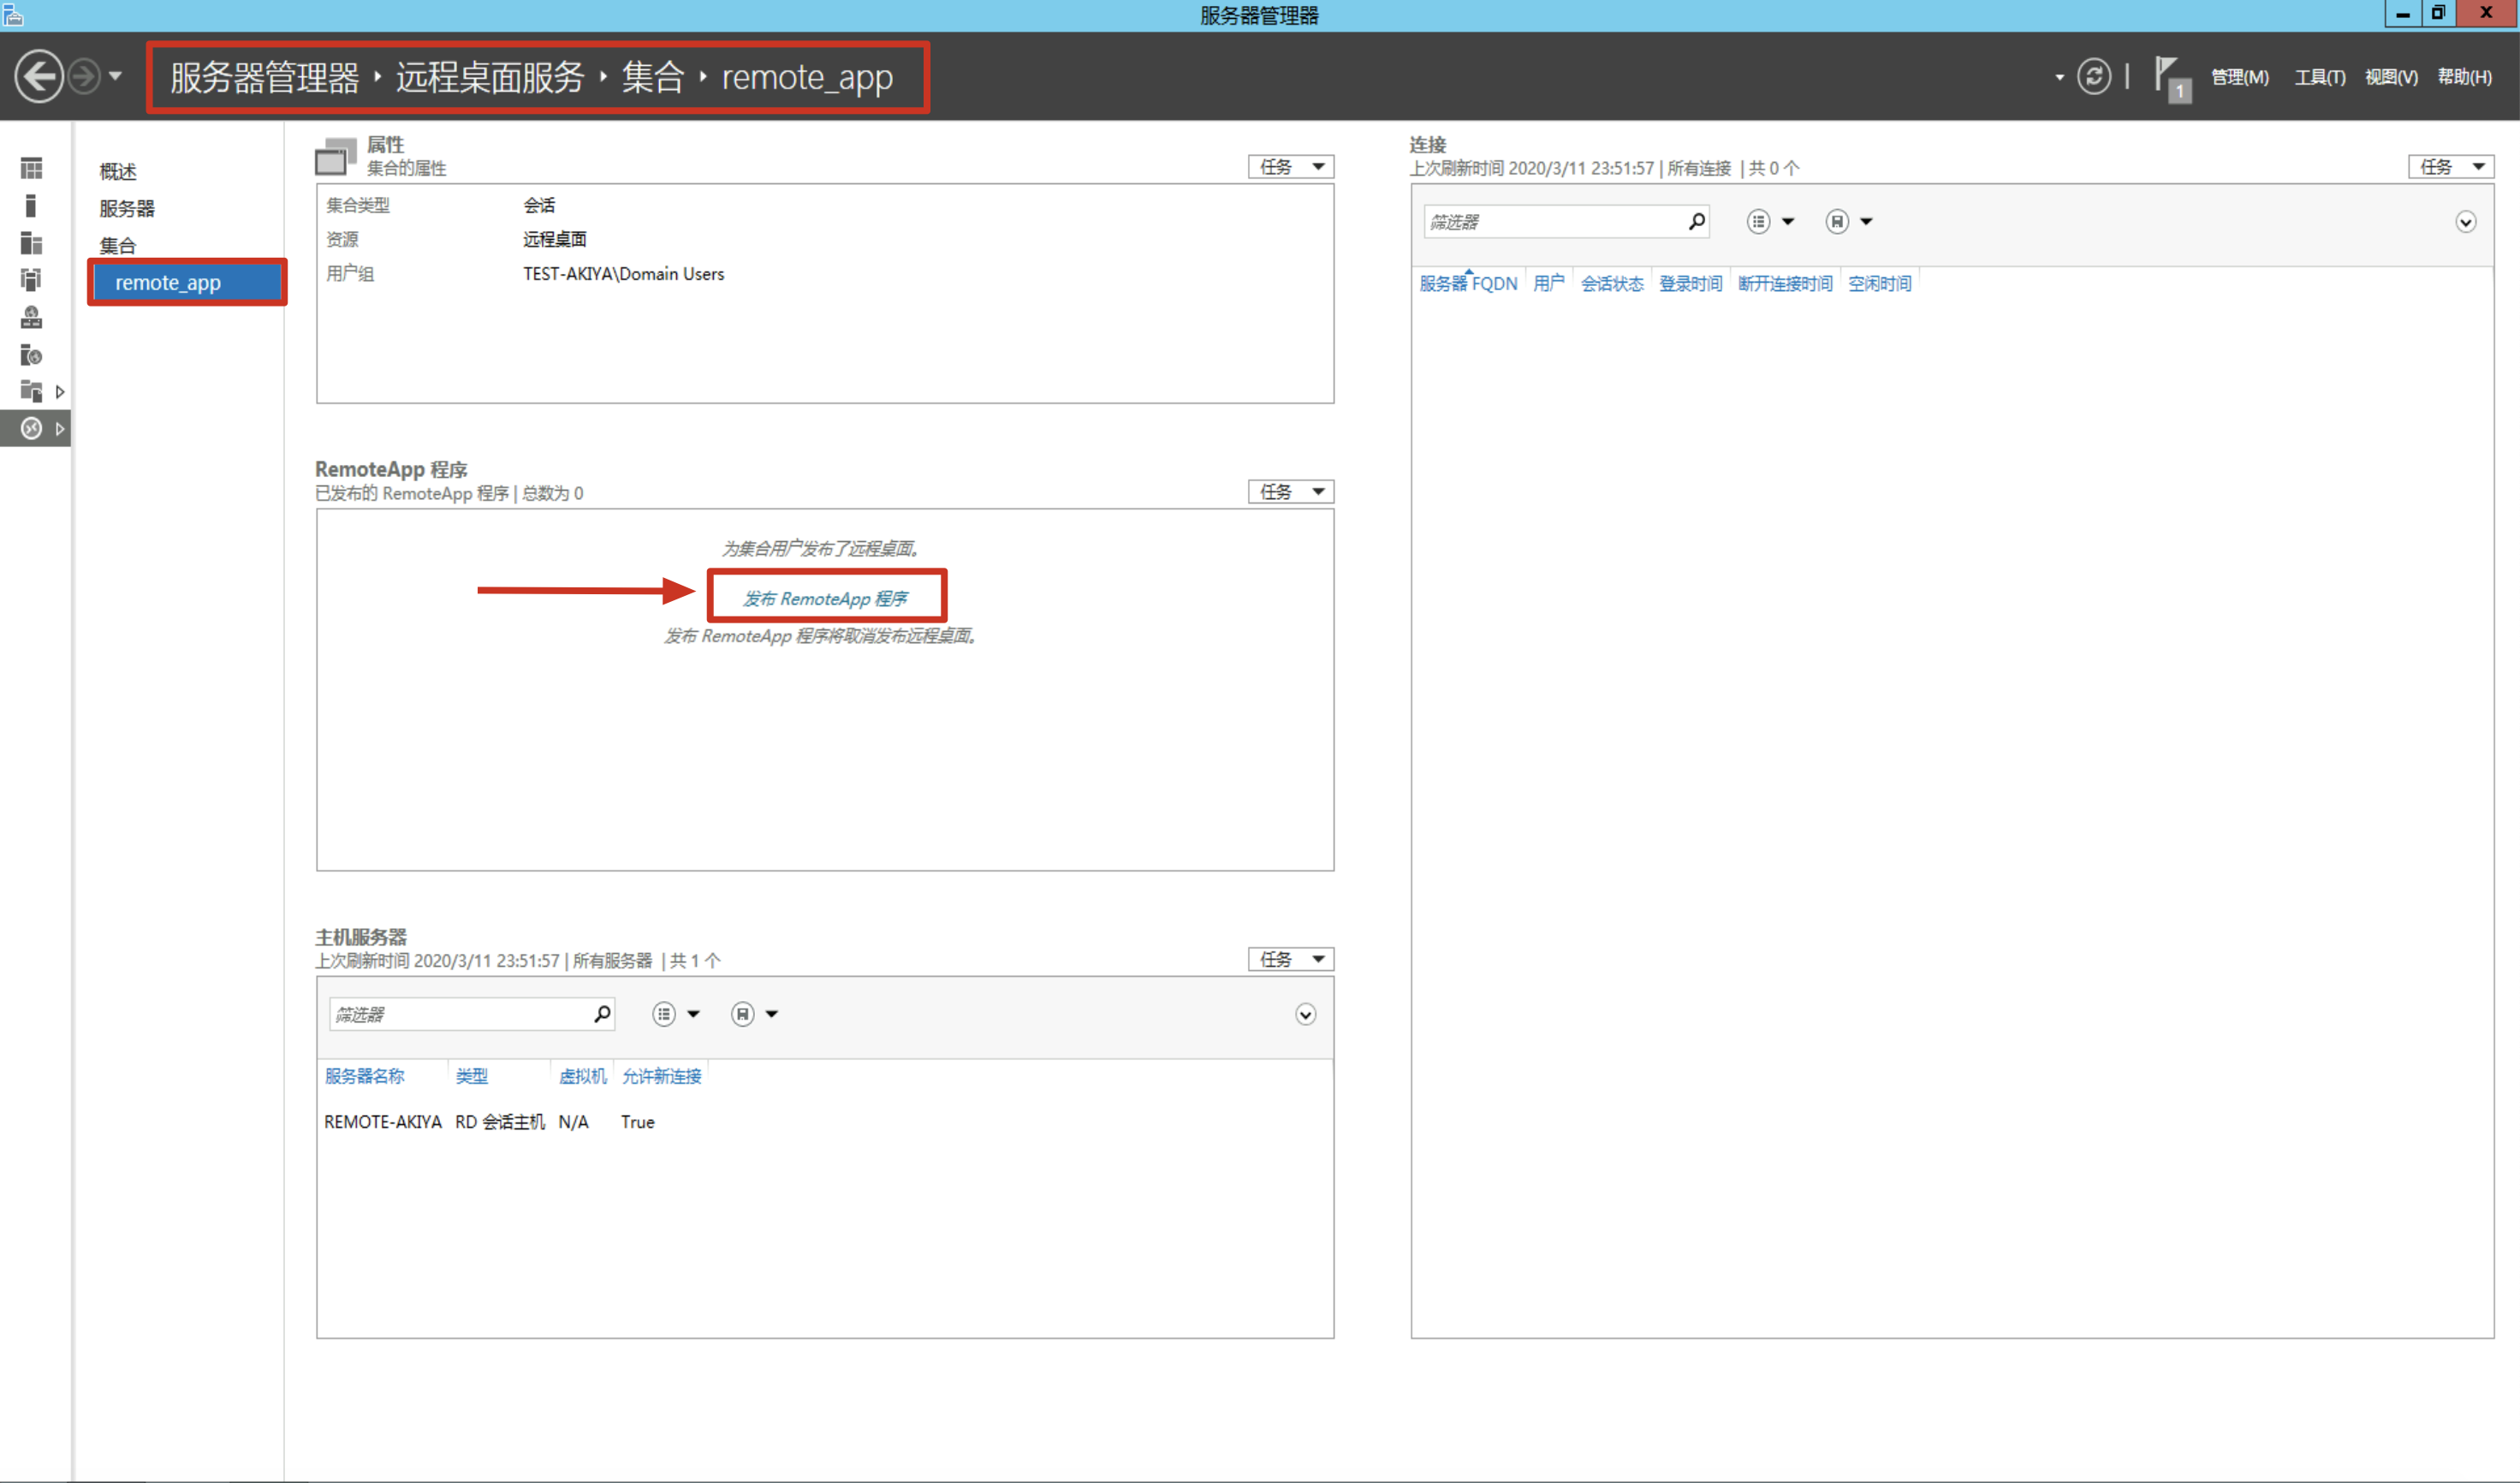 服务器管理器
服务器管理器 ‣ 远程桌面服务 ‣ 集合 ‣ remote_app
1
管理(M) 工具(T) 视图(V) 帮助(H)
概述
服务器
集合
remote_app
属性
集合的属性
任务
集合类型 会话
资源 远程桌面
用户组 TEST-AKIYA\Domain Users
RemoteApp 程序
已发布的 RemoteApp 程序 | 总数为 0
任务
为集合用户发布了远程桌面。
发布 RemoteApp 程序
发布 RemoteApp 程序将取消发布远程桌面。
主机服务器
上次刷新时间 2020/3/11 23:51:57 | 所有服务器 | 共 1 个
任务
筛选器
服务器名称 类型 虚拟机 允许新连接
REMOTE-AKIYA RD 会话主机 N/A True
连接
上次刷新时间 2020/3/11 23:51:57 | 所有连接 | 共 0 个
任务
筛选器
服务器 FQDN 用户 会话状态 登录时间 断开连接时间 空闲时间